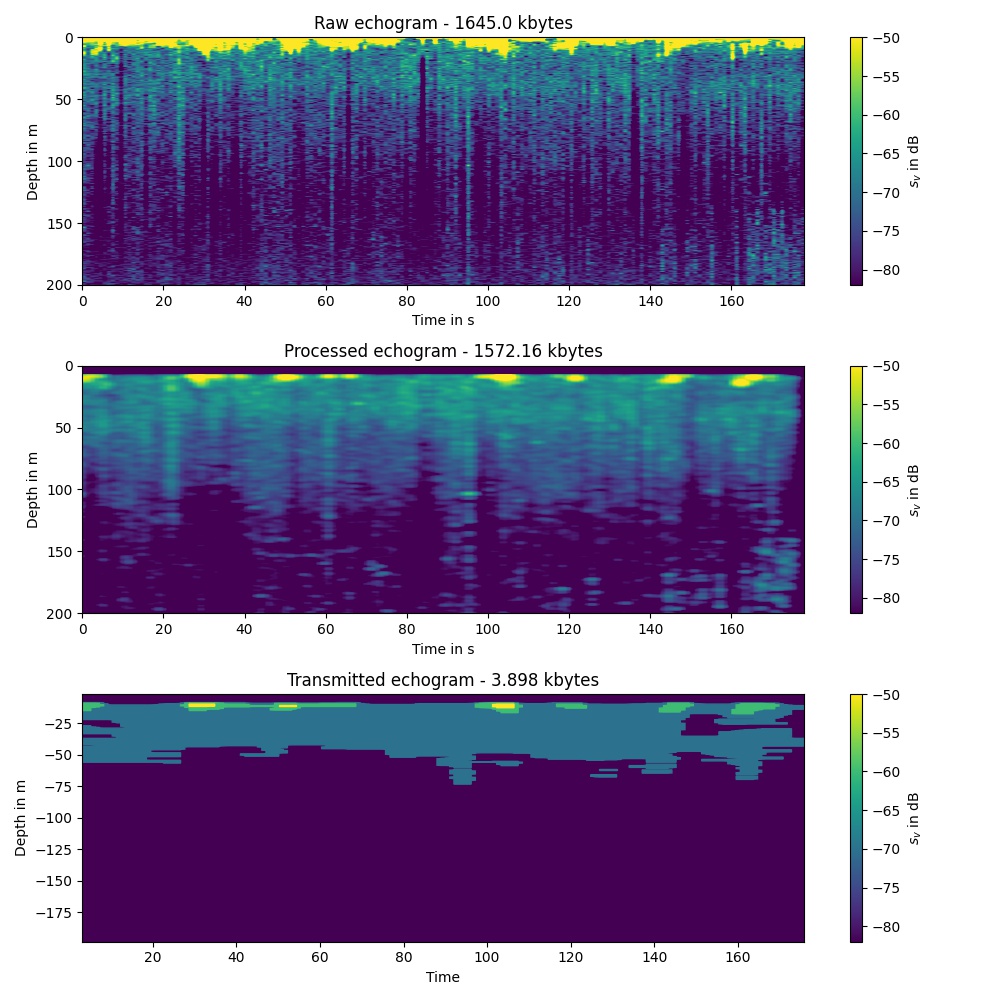 Raw echogram - 1645.0 kbytes
0
50
100
150
200
Depth in m
0 20 40 60 80 100 120 140 160
Time in s
−50
−55
−60
−65
−70
−75
−80
sv in dB
Processed echogram - 1572.16 kbytes
0
50
100
150
200
Depth in m
0 20 40 60 80 100 120 140 160
Time in s
−50
−55
−60
−65
−70
−75
−80
sv in dB
Transmitted echogram - 3.898 kbytes
−25
−50
−75
−100
−125
−150
−175
Depth in m
20 40 60 80 100 120 140 160
Time
−50
−55
−60
−65
−70
−75
−80
sv in dB